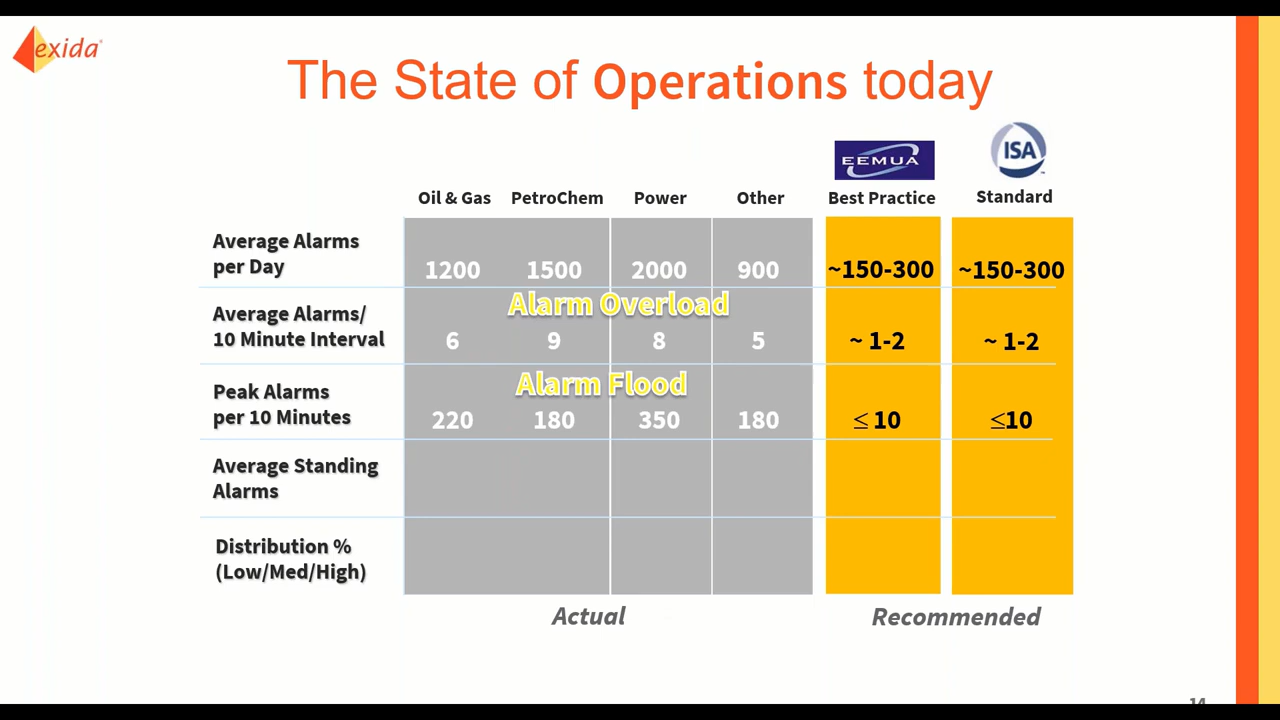 exida
The State of Operations today
EEMUA
ISA
Oil & Gas PetroChem Power Other Best Practice Standard
Average Alarms
per Day
1200 1500 2000 900 ~150-300 ~150-300
Alarm Overload
Average Alarms/
10 Minute Interval
6 9 8 5 ~ 1-2 ~ 1-2
Alarm Flood
Peak Alarms
per 10 Minutes
220 180 350 180 ≤ 10 ≤10
Average Standing
Alarms
Distribution %
(Low/Med/High)
Actual Recommended